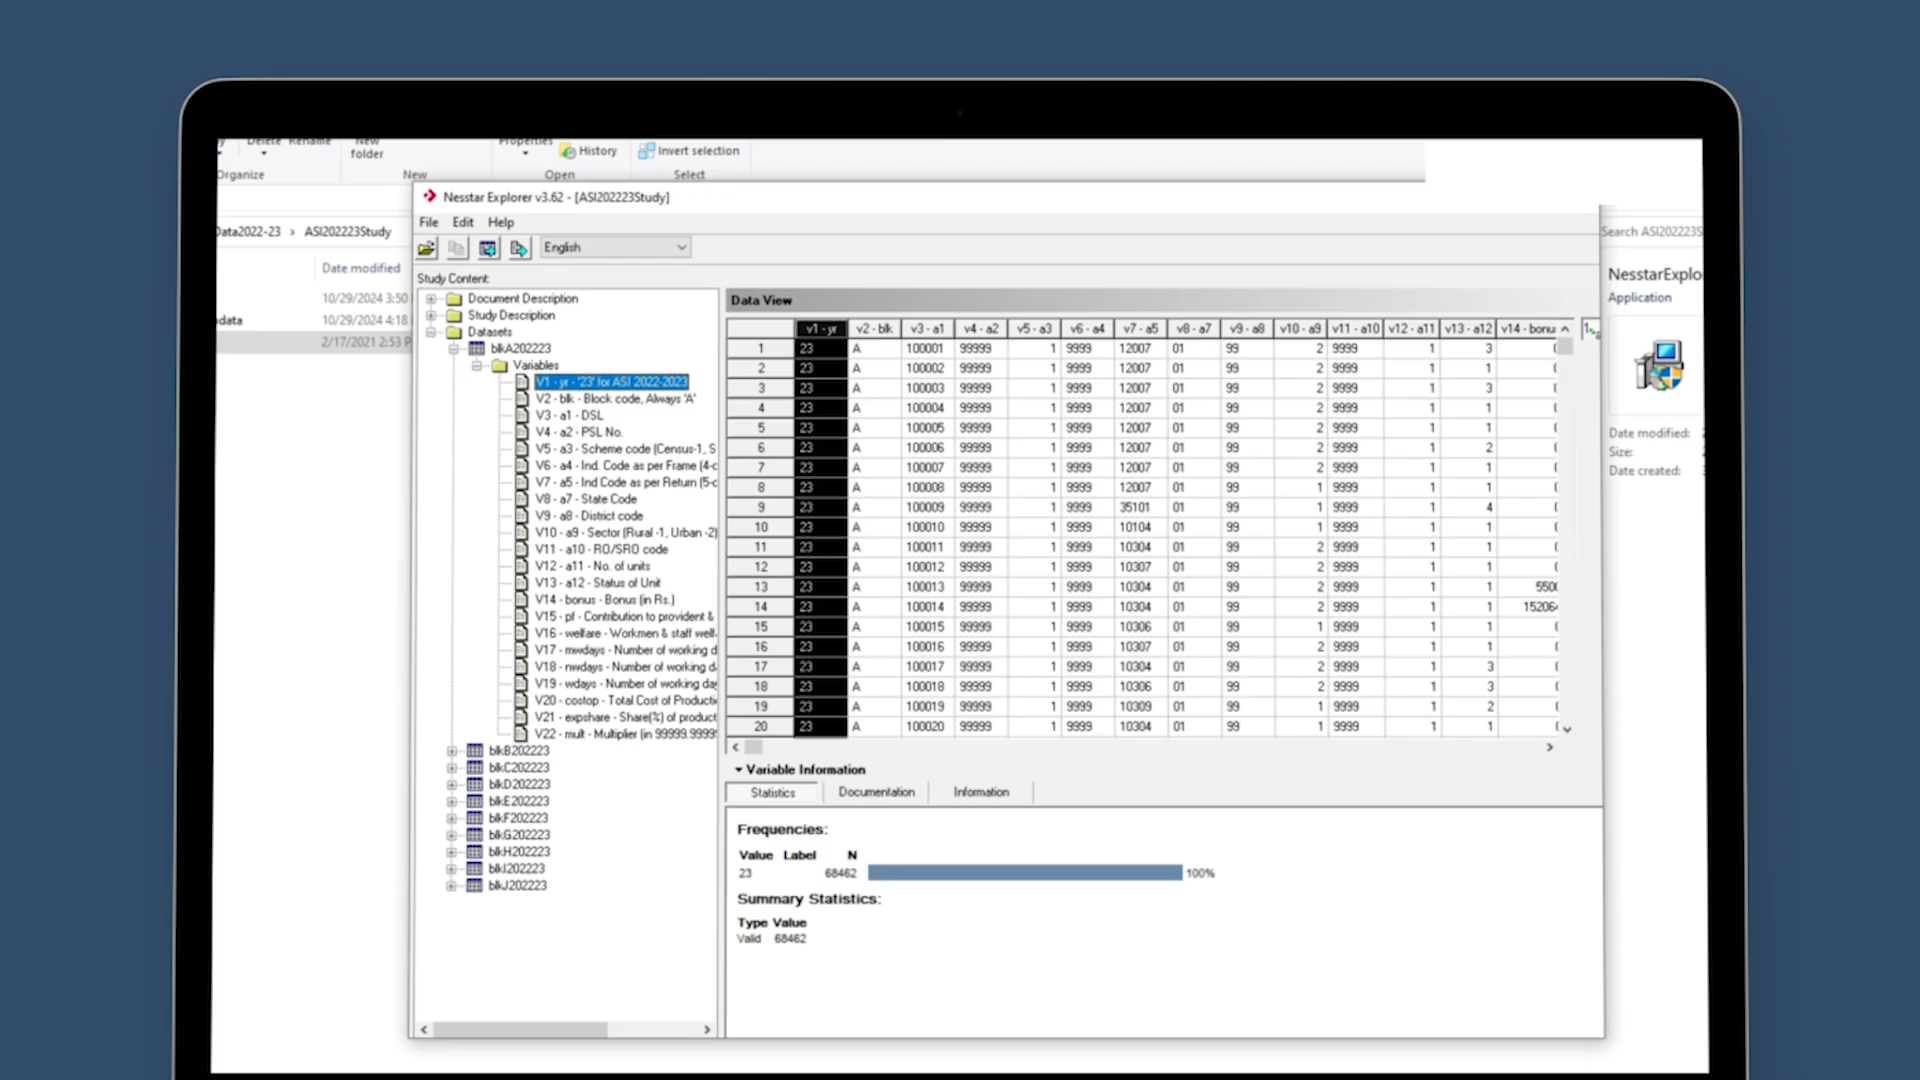 Delete Rename
New
folder
Properties
History
Invert selection
Organize
New
Open
Select
Nesstar Explorer v3.62 - [ASI202223Study]
File Edit Help
English
Data2022-23 › ASI202223Study
Search ASI202223S
Date modified
10/29/2024 3:50
10/29/2024 4:18
2/17/2021 2:53 P
Study Content:
Document Description
Study Description
Datasets
blkA202223
Variables
V1 - yr - '23' for ASI 2022-2023
V2 - blk - Block code, Always 'A'
V3 - a1 - DSL
V4 - a2 - PSL No.
V5 - a3 - Scheme code (Census-1, S
V6 - a4 - Ind. Code as per Frame (4-c
V7 - a5 - Ind Code as per Return (5-c
V8 - a7 - State Code
V9 - a8 - District code
V10 - a9 - Sector (Rural -1, Urban -2)
V11 - a10 - RO/SRO code
V12 - a11 - No. of units
V13 - a12 - Status of Unit
V14 - bonus - Bonus (in Rs.)
V15 - pf - Contribution to provident &
V16 - welfare - Workmen & staff welf
V17 - mwdays - Number of working d
V18 - nwdays - Number of working d
V19 - wdays - Number of working day
V20 - costop - Total Cost of Producti
V21 - expshare - Share(%) of product
V22 - mult - Multiplier (in 99999.9999
blkB202223
blkC202223
blkD202223
blkE202223
blkF202223
blkG202223
blkH202223
blkI202223
blkJ202223
Data View
v1 - yr v2 - blk v3 - a1 v4 - a2 v5 - a3 v6 - a4 v7 - a5 v8 - a7 v9 - a8 v10 - a9 v11 - a10 v12 - a11 v13 - a12 v14 - bonu
1 23 A 100001 99999 1 9999 12007 01 99 2 9999 1 3
2 23 A 100002 99999 1 9999 12007 01 99 2 9999 1 1
3 23 A 100003 99999 1 9999 12007 01 99 2 9999 1 3
4 23 A 100004 99999 1 9999 12007 01 99 2 9999 1 1
5 23 A 100005 99999 1 9999 12007 01 99 2 9999 1 1
6 23 A 100006 99999 1 9999 12007 01 99 2 9999 1 2
7 23 A 100007 99999 1 9999 12007 01 99 2 9999 1 1
8 23 A 100008 99999 1 9999 12007 01 99 1 9999 1 1
9 23 A 100009 99999 1 9999 35101 01 99 1 9999 1 4
10 23 A 100010 99999 1 9999 10104 01 99 1 9999 1 1
11 23 A 100011 99999 1 9999 10304 01 99 2 9999 1 1
12 23 A 100012 99999 1 9999 10307 01 99 2 9999 1 1
13 23 A 100013 99999 1 9999 10304 01 99 2 9999 1 1 550
14 23 A 100014 99999 1 9999 10304 01 99 2 9999 1 1 15206
15 23 A 100015 99999 1 9999 10306 01 99 1 9999 1 1
16 23 A 100016 99999 1 9999 10307 01 99 2 9999 1 1
17 23 A 100017 99999 1 9999 10304 01 99 2 9999 1 3
18 23 A 100018 99999 1 9999 10306 01 99 2 9999 1 3
19 23 A 100019 99999 1 9999 10309 01 99 1 9999 1 2
20 23 A 100020 99999 1 9999 10304 01 99 1 9999 1 1
Variable Information
Statistics Documentation Information
Frequencies:
Value Label N
23 68462 100%
Summary Statistics:
Type Value
Valid 68462
NesstarExplo
Application
Date modified:
Size:
Date created: